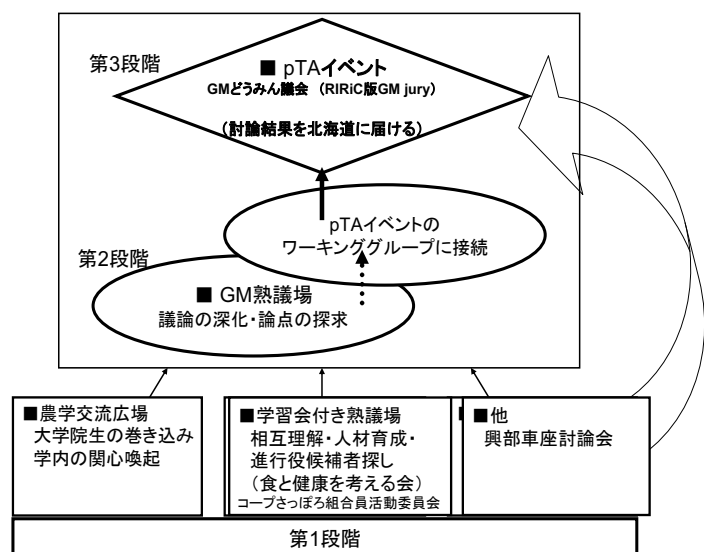 第3段階
■ pTAイベント
GMどうみん議会 （RIRiC版GM jury）
（討論結果を北海道に届ける）
pTAイベントの
ワーキンググループに接続
第2段階
■ GM熟議場
議論の深化・論点の探求
■農学交流広場
大学院生の巻き込み
学内の関心喚起
■学習会付き熟議場
相互理解・人材育成・
進行役候補者探し
（食と健康を考える会）
コープさっぽろ組合員活動委員会
■他
興部車座討論会
第1段階